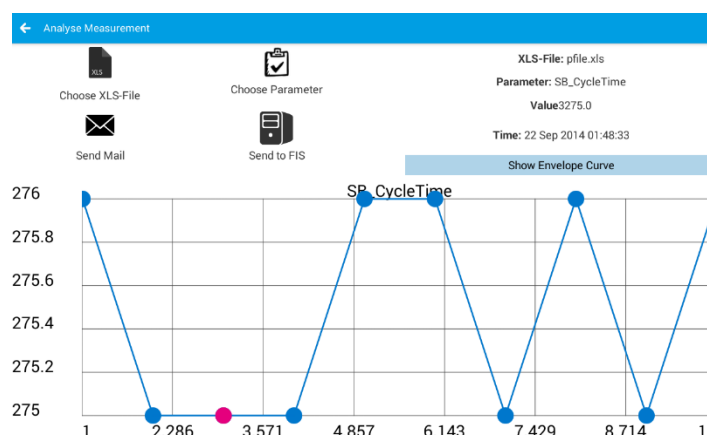 Analyse Measurement
XLS
Choose XLS-File
Choose Parameter
Send Mail
Send to FIS
XLS-File: pfile.xls
Parameter: SB_CycleTime
Value3275.0
Time: 22 Sep 2014 01:48:33
Show Envelope Curve
SB_CycleTime
276
275.8
275.6
275.4
275.2
275
1 2.286 3.571 4.857 6.143 7.429 8.714 1